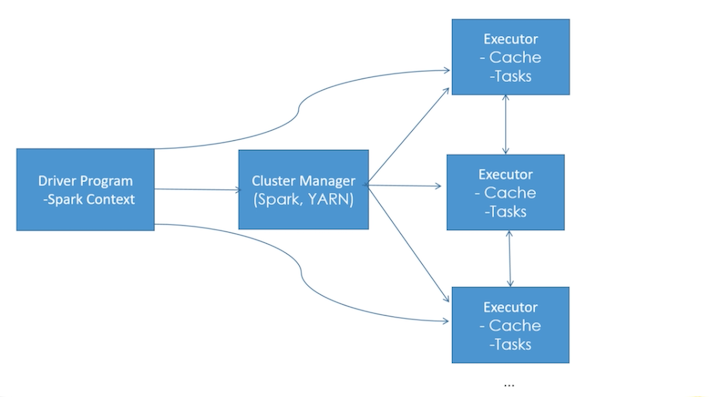 Executor
- Cache
-Tasks
Driver Program
-Spark Context
Cluster Manager
(Spark, YARN)
Executor
- Cache
-Tasks
Executor
- Cache
-Tasks
...